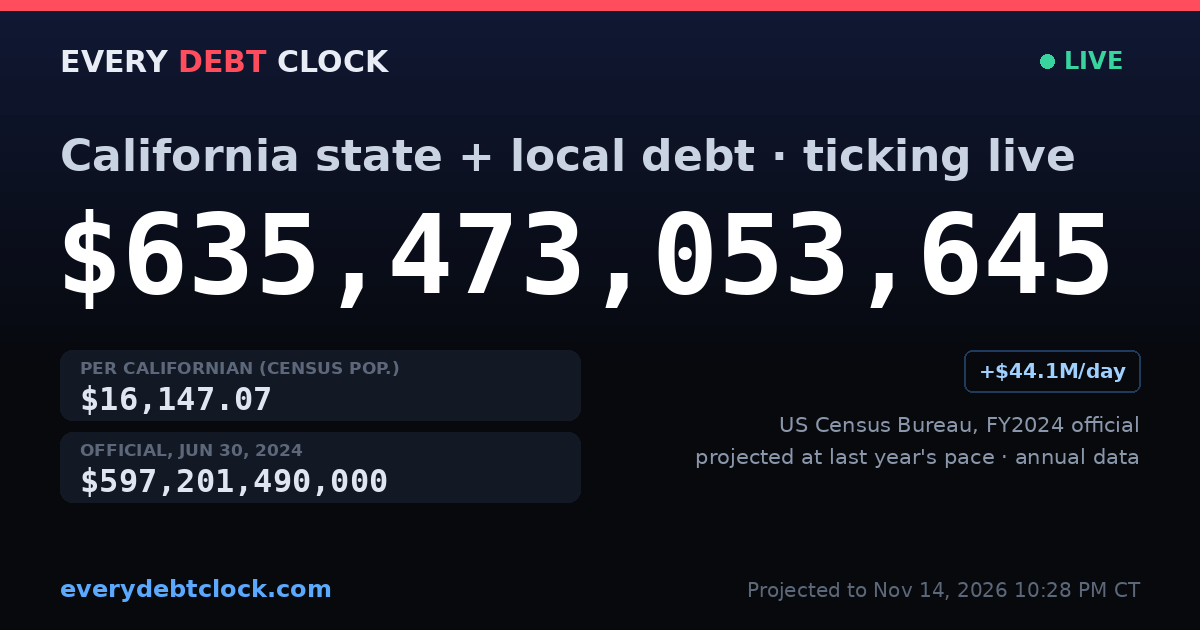 EVERY DEBT CLOCK
LIVE
California state + local debt · ticking live
$635,473,053,645
PER CALIFORNIAN (CENSUS POP.)
$16,147.07
OFFICIAL, JUN 30, 2024
$597,201,490,000
+$44.1M/day
US Census Bureau, FY2024 official
projected at last year's pace · annual data
everydebtclock.com
Projected to Nov 14, 2026 10:28 PM CT